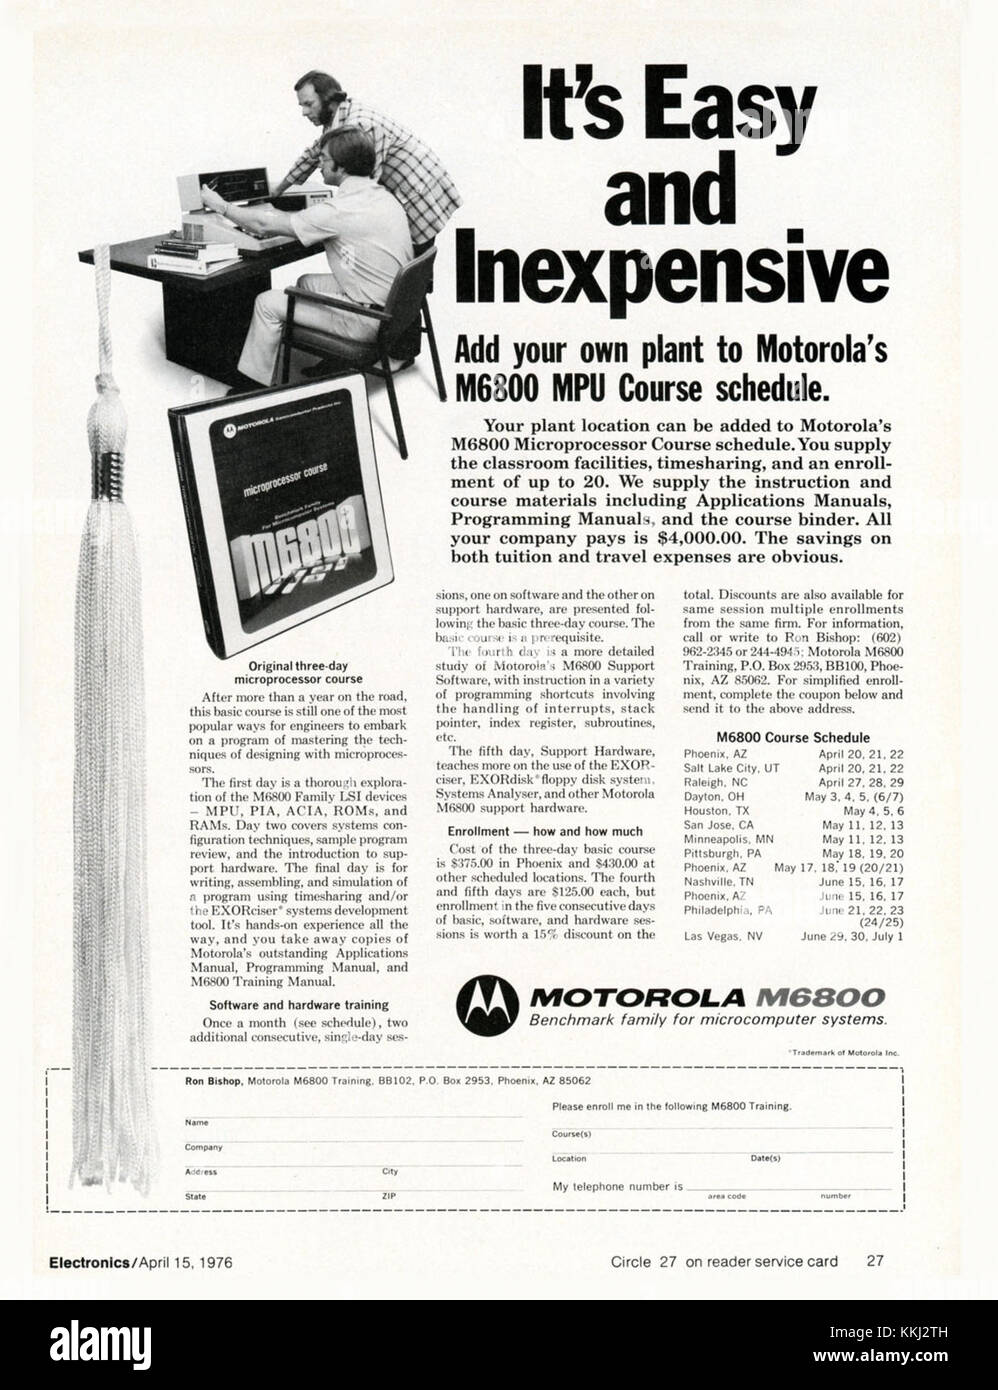 It's Easy
and
Inexpensive
Add your own plant to Motorola's
M6800 MPU Course schedule.
Your plant location can be added to Motorola's
M6800 Microprocessor Course schedule. You supply
the classroom facilities, timesharing, and an enroll-
ment of up to 20. We supply the instruction and
course materials including Applications Manuals,
Programming Manuals, and the course binder. All
your company pays is $4,000.00. The savings on
both tuition and travel expenses are obvious.
MOTOROLA Semiconductor Products Inc.
microprocessor course
Benchmark Family
For Microcomputer Systems
M6800
Original three-day
microprocessor course
After more than a year on the road,
this basic course is still one of the most
popular ways for engineers to embark
on a program of mastering the tech-
niques of designing with microproces-
sors.
The first day is a thorough explora-
tion of the M6800 Family LSI devices
– MPU, PIA, ACIA, ROMs, and
RAMs. Day two covers systems con-
figuration techniques, sample program
review, and the introduction to sup-
port hardware. The final day is for
writing, assembling, and simulation of
a program using timesharing and/or
the EXORciser* systems development
tool. It's hands-on experience all the
way, and you take away copies of
Motorola's outstanding Applications
Manual, Programming Manual, and
M6800 Training Manual.
Software and hardware training
Once a month (see schedule), two
additional consecutive, single-day ses-
sions, one on software and the other on
support hardware, are presented fol-
lowing the basic three-day course. The
basic course is a prerequisite.
The fourth day is a more detailed
study of Motorola's M6800 Support
Software, with instruction in a variety
of programming shortcuts involving
the handling of interrupts, stack
pointer, index register, subroutines,
etc.
The fifth day, Support Hardware,
teaches more on the use of the EXOR-
ciser, EXORdisk* floppy disk system,
Systems Analyser, and other Motorola
M6800 support hardware.
Enrollment — how and how much
Cost of the three-day basic course
is $375.00 in Phoenix and $430.00 at
other scheduled locations. The fourth
and fifth days are $125.00 each, but
enrollment in the five consecutive days
of basic, software, and hardware ses-
sions is worth a 15% discount on the
total. Discounts are also available for
same session multiple enrollments
from the same firm. For information,
call or write to Ron Bishop: (602)
962-2345 or 244-4945; Motorola M6800
Training, P.O. Box 2953, BB100, Phoe-
nix, AZ 85062. For simplified enroll-
ment, complete the coupon below and
send it to the above address.
M6800 Course Schedule
Phoenix, AZ April 20, 21, 22
Salt Lake City, UT April 20, 21, 22
Raleigh, NC April 27, 28, 29
Dayton, OH May 3, 4, 5, (6/7)
Houston, TX May 4, 5, 6
San Jose, CA May 11, 12, 13
Minneapolis, MN May 11, 12, 13
Pittsburgh, PA May 18, 19, 20
Phoenix, AZ May 17, 18, 19 (20/21)
Nashville, TN June 15, 16, 17
Phoenix, AZ June 15, 16, 17
Philadelphia, PA June 21, 22, 23
(24/25)
Las Vegas, NV June 29, 30, July 1
MOTOROLA M6800
Benchmark family for microcomputer systems.
*Trademark of Motorola Inc.
Ron Bishop, Motorola M6800 Training, BB102, P.O. Box 2953, Phoenix, AZ 85062
Name
Company
Address City
State ZIP
Please enroll me in the following M6800 Training.
Course(s)
Location Date(s)
My telephone number is
area code number
Electronics/April 15, 1976
Circle 27 on reader service card 27
alamy
Image ID: KKJ2TH
www.alamy.com